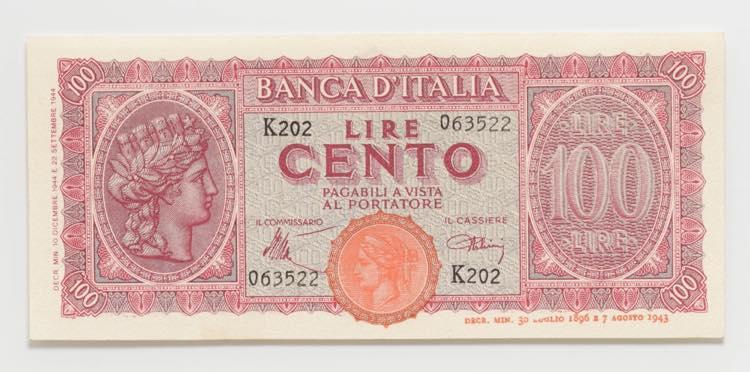 100
100
BANCA D'ITALIA
K202
063522
LIRE
CENTO
PAGABILI A VISTA
AL PORTATORE
IL COMMISSARIO
IL CASSIERE
063522
K202
LIRE
100
LIRE
100
100
DECR. MIN. 10 DICEMBRE 1944 E 22 SETTEMBRE 1944
DECR. MIN. 30 LUGLIO 1896 E 7 AGOSTO 1943